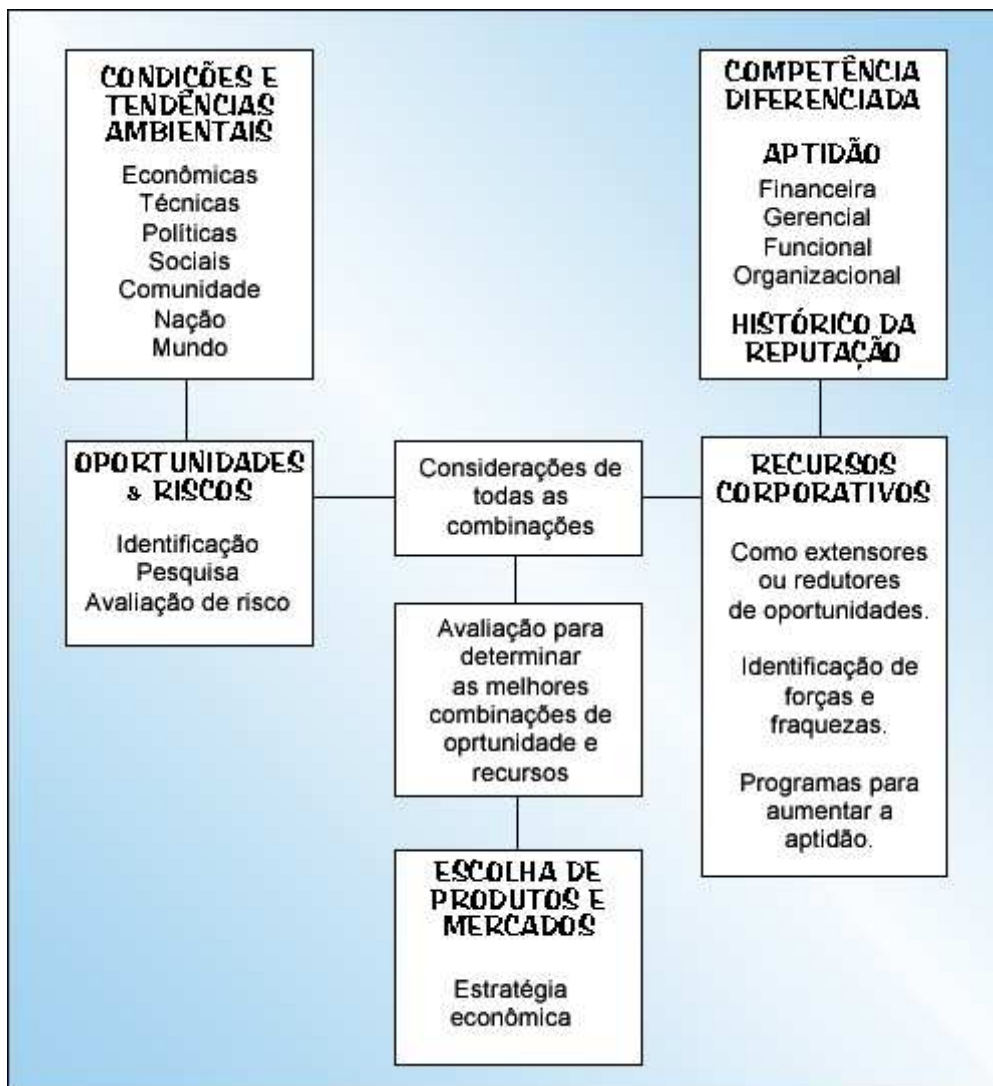 CONDIÇÕES E
TENDÊNCIAS
AMBIENTAIS
Econômicas
Técnicas
Políticas
Sociais
Comunidade
Nação
Mundo
COMPETÊNCIA
DIFERENCIADA
APTIDÃO
Financeira
Gerencial
Funcional
Organizacional
HISTÓRICO DA
REPUTAÇÃO
OPORTUNIDADES
& RISCOS
Identificação
Pesquisa
Avaliação de risco
Considerações de
todas as
combinações
RECURSOS
CORPORATIVOS
Como extensores
ou redutores
de oportunidades.
Identificação de
forças e
fraquezas.
Programas para
aumentar a
aptidão.
Avaliação para
determinar
as melhores
combinações de
oprtunidade e
recursos
ESCOLHA DE
PRODUTOS E
MERCADOS
Estratégia
econômica